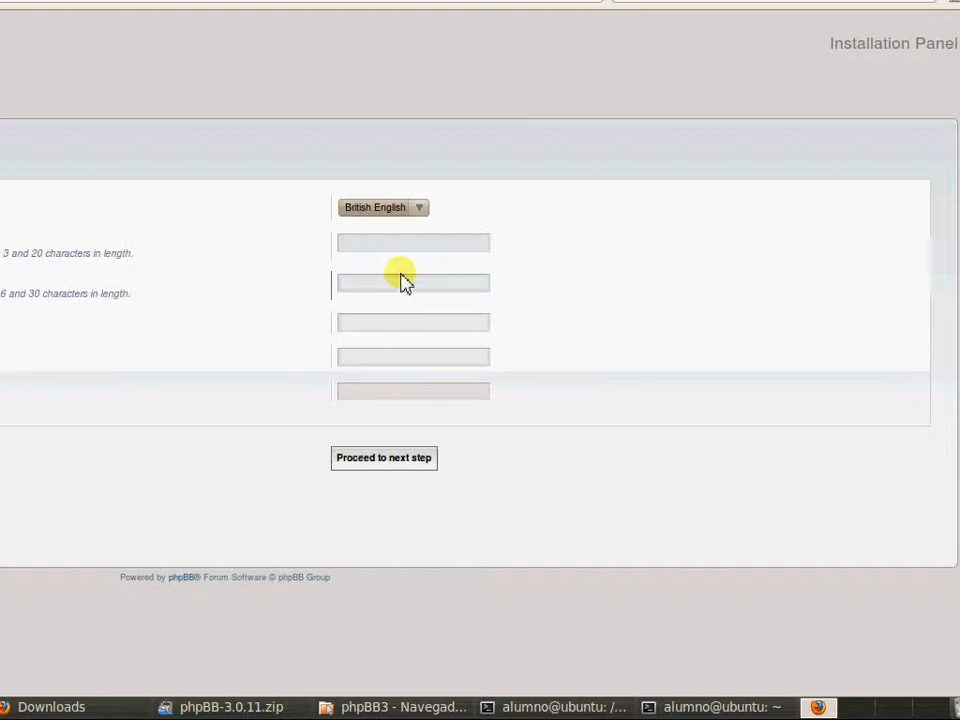 Installation Panel
British English
3 and 20 characters in length.
6 and 30 characters in length.
Proceed to next step
Powered by phpBB® Forum Software © phpBB Group
Downloads
phpBB-3.0.11.zip
phpBB3 - Navegad...
alumno@ubuntu: /...
alumno@ubuntu: ~